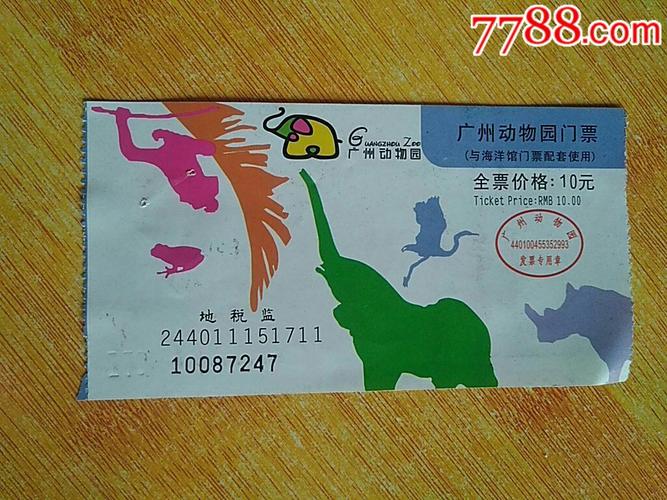 7788.com
Guangzhou Zoo
广州动物园
广州动物园门票
(与海洋馆门票配套使用)
全票价格:10元
Ticket Price:RMB 10.00
广州动物园
440100455352993
发票专用章
地税监
244011151711
10087247